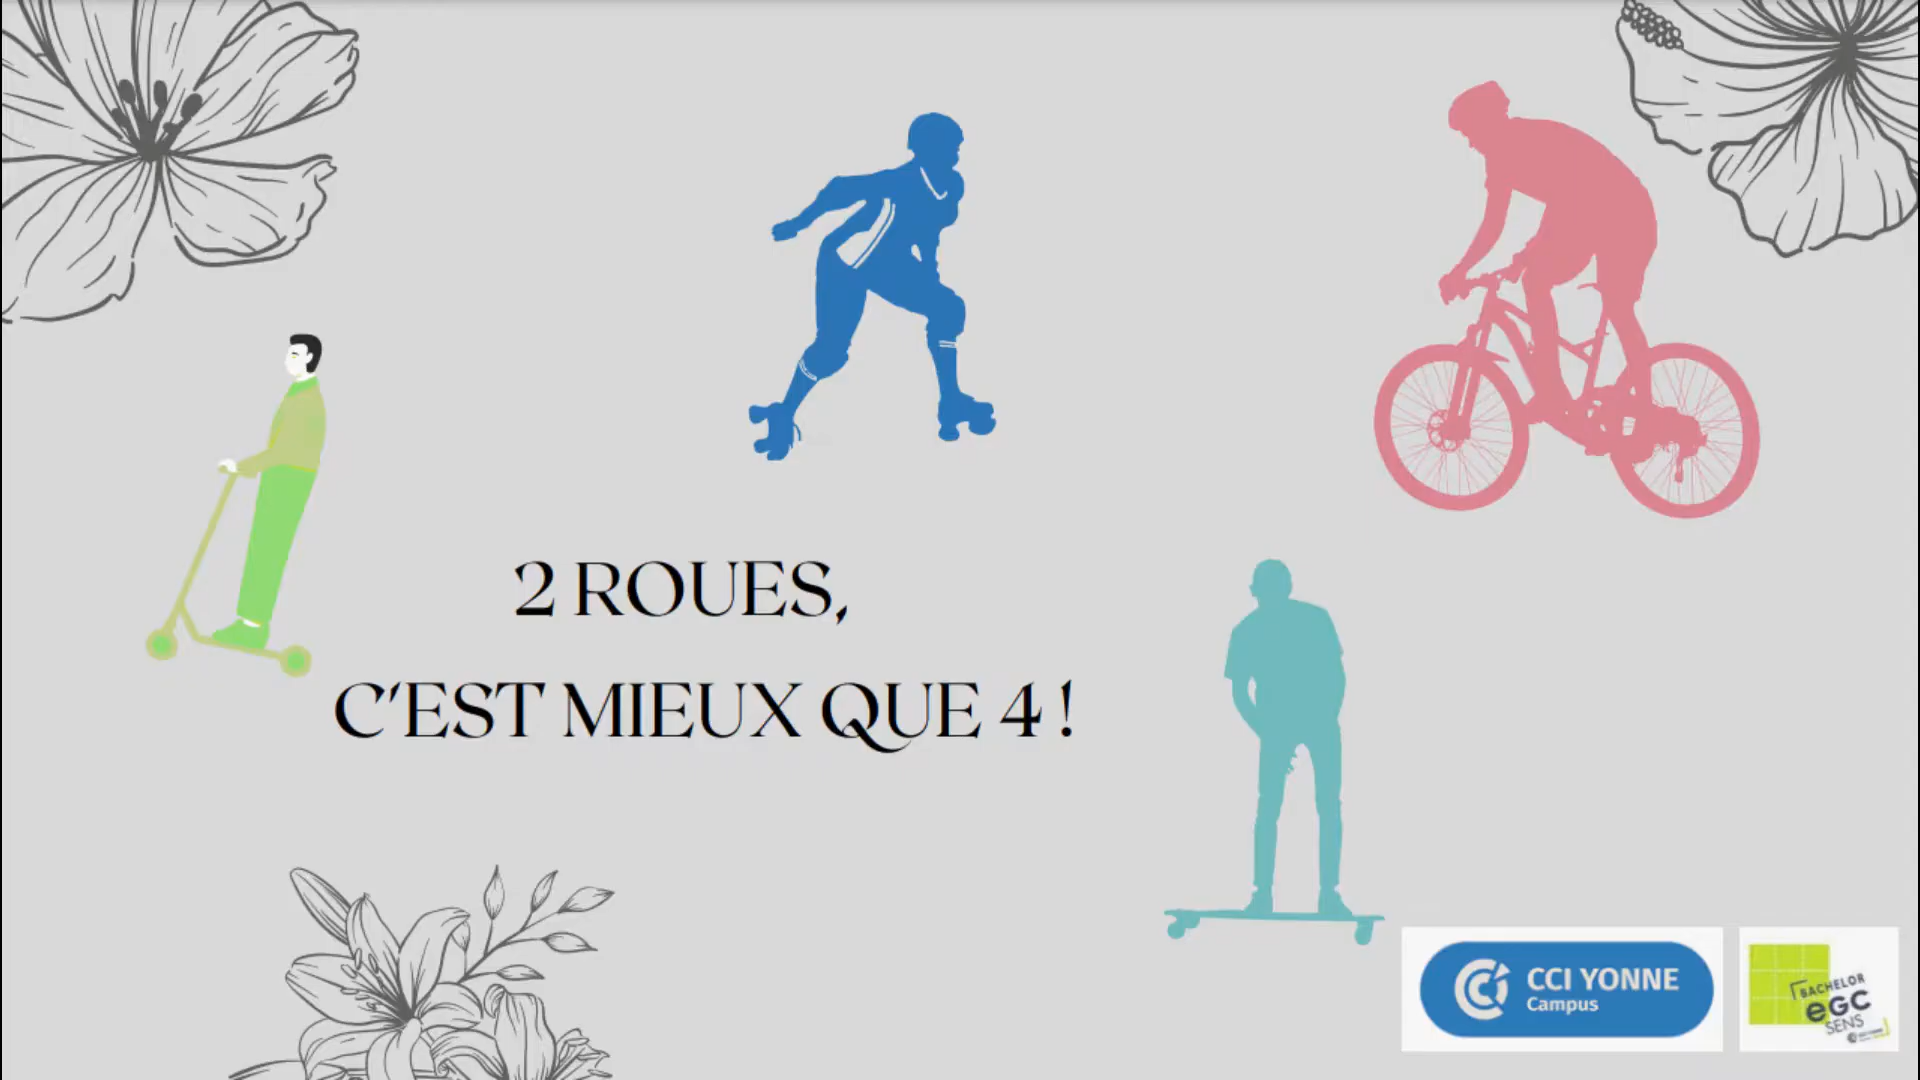 2 ROUES,
C'EST MIEUX QUE 4 !
CCI YONNE
Campus
BACHELOR
eGC
SENS